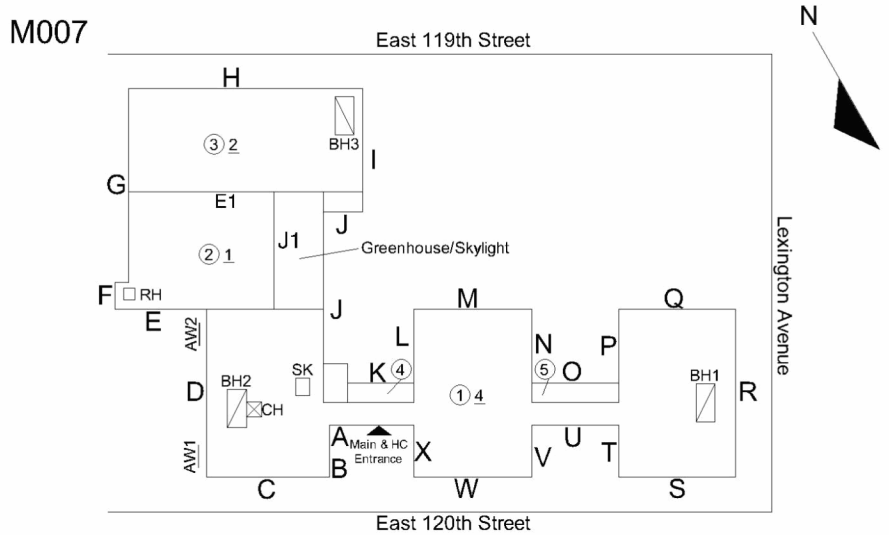 N
M007
East 119th Street
H
BH3
3 2
I
G
E1
J
J1
Greenhouse/Skylight
2 1
Lexington Avenue
F
RH
E
J
M
Q
AW2
L
N
P
SK
K
4
5
O
BH1
D
BH2
CH
1 4
R
A
Main & HC
Entrance
AW1
B
X
V
U
T
C
W
S
East 120th Street